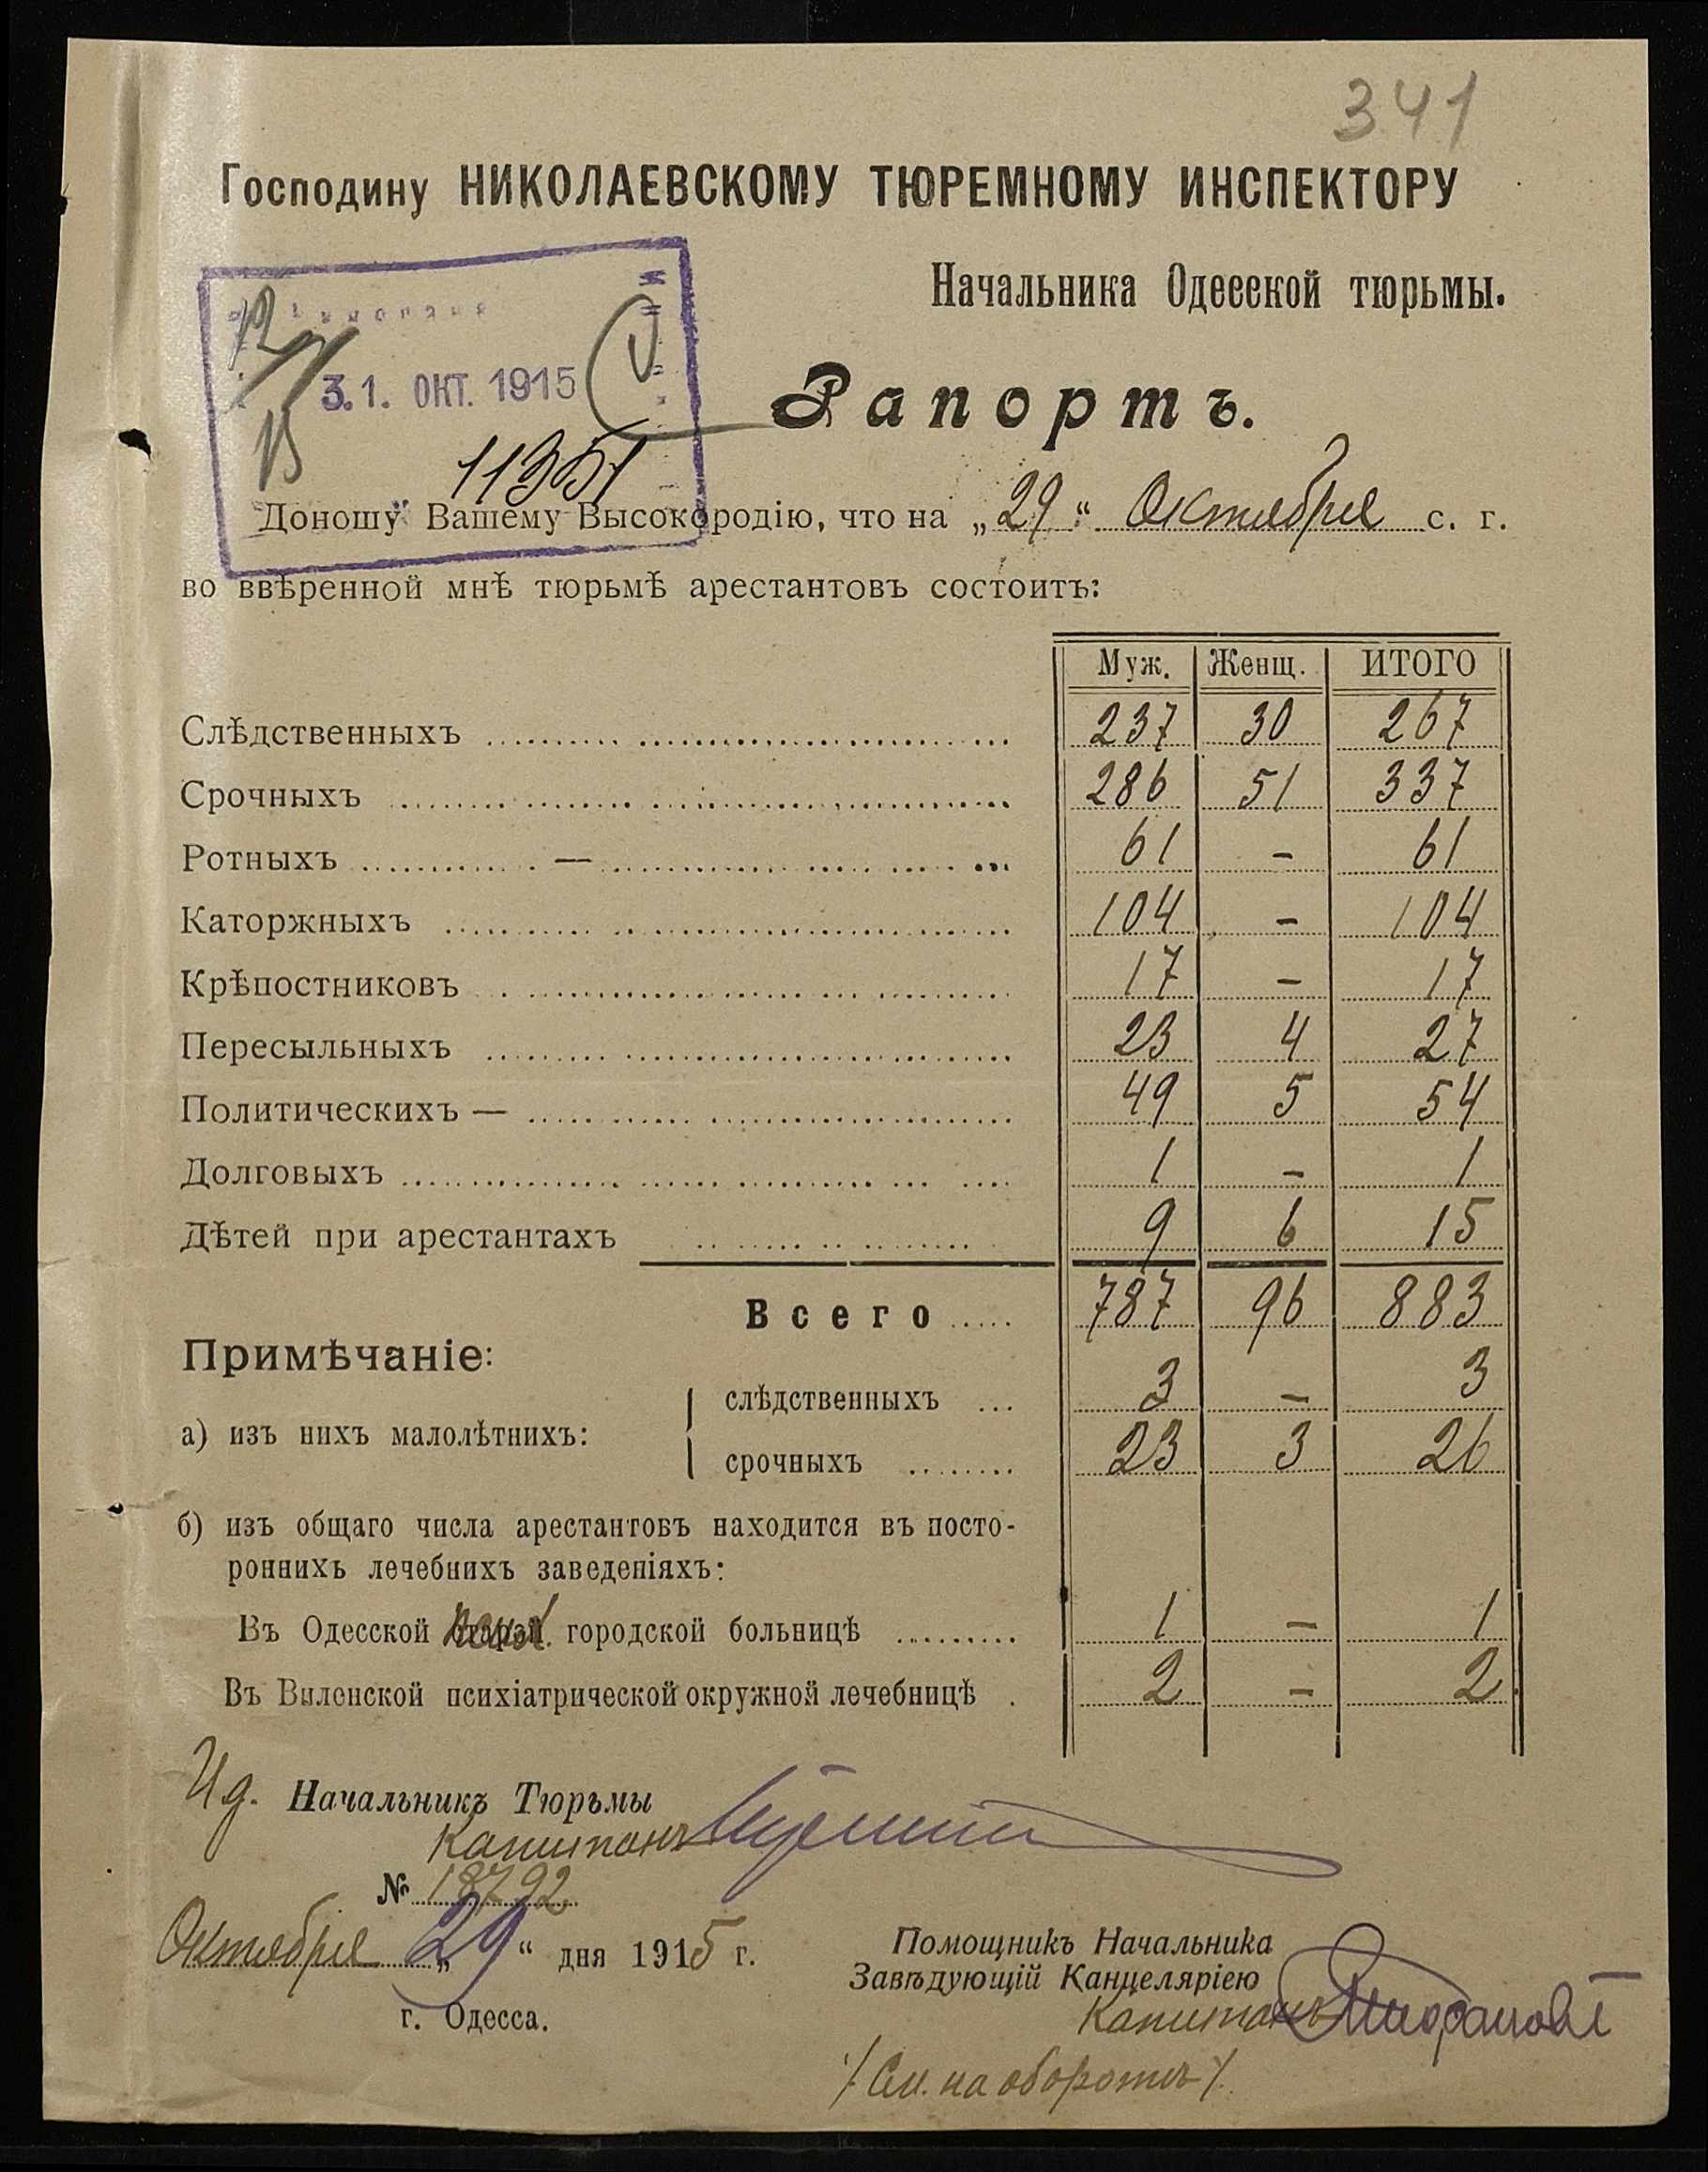 341
Господину НИКОЛАЕВСКОМУ ТЮРЕМНОМУ ИНСПЕКТОРУ
Начальника Одесской тюрьмы.
31. ОКТ. 1915
Рапортъ.
11351
Доношу Вашему Высокородію, что на „29“ Октября с. г.
во ввѣренной мнѣ тюрьмѣ арестантовъ состоитъ:
Муж. Женщ. ИТОГО
Слѣдственныхъ 237 30 267
Срочныхъ 286 51 337
Ротныхъ — 61 - 61
Каторжныхъ 104 - 104
Крѣпостниковъ 17 - 17
Пересыльныхъ 23 4 27
Политическихъ — 49 5 54
Долговыхъ 1 - 1
Дѣтей при арестантахъ 9 6 15
Всего 787 96 883
Примѣчаніе:
слѣдственныхъ 3 - 3
а) изъ нихъ малолѣтнихъ:
срочныхъ 23 3 26
б) изъ общаго числа арестантовъ находится въ посто-
роннихъ лечебнихъ заведеніяхъ:
Въ Одесской городской больницѣ 1 - 1
Въ Виленской психіатрической окружной лечебницѣ 2 - 2
Ид. Начальникъ Тюрьмы
Капитанъ
№ 18792
Октября „29“ дня 1915 г.
г. Одесса.
Помощникъ Начальника
Завѣдующій Канцеляріею
Капитанъ
/См. на оборотѣ/.